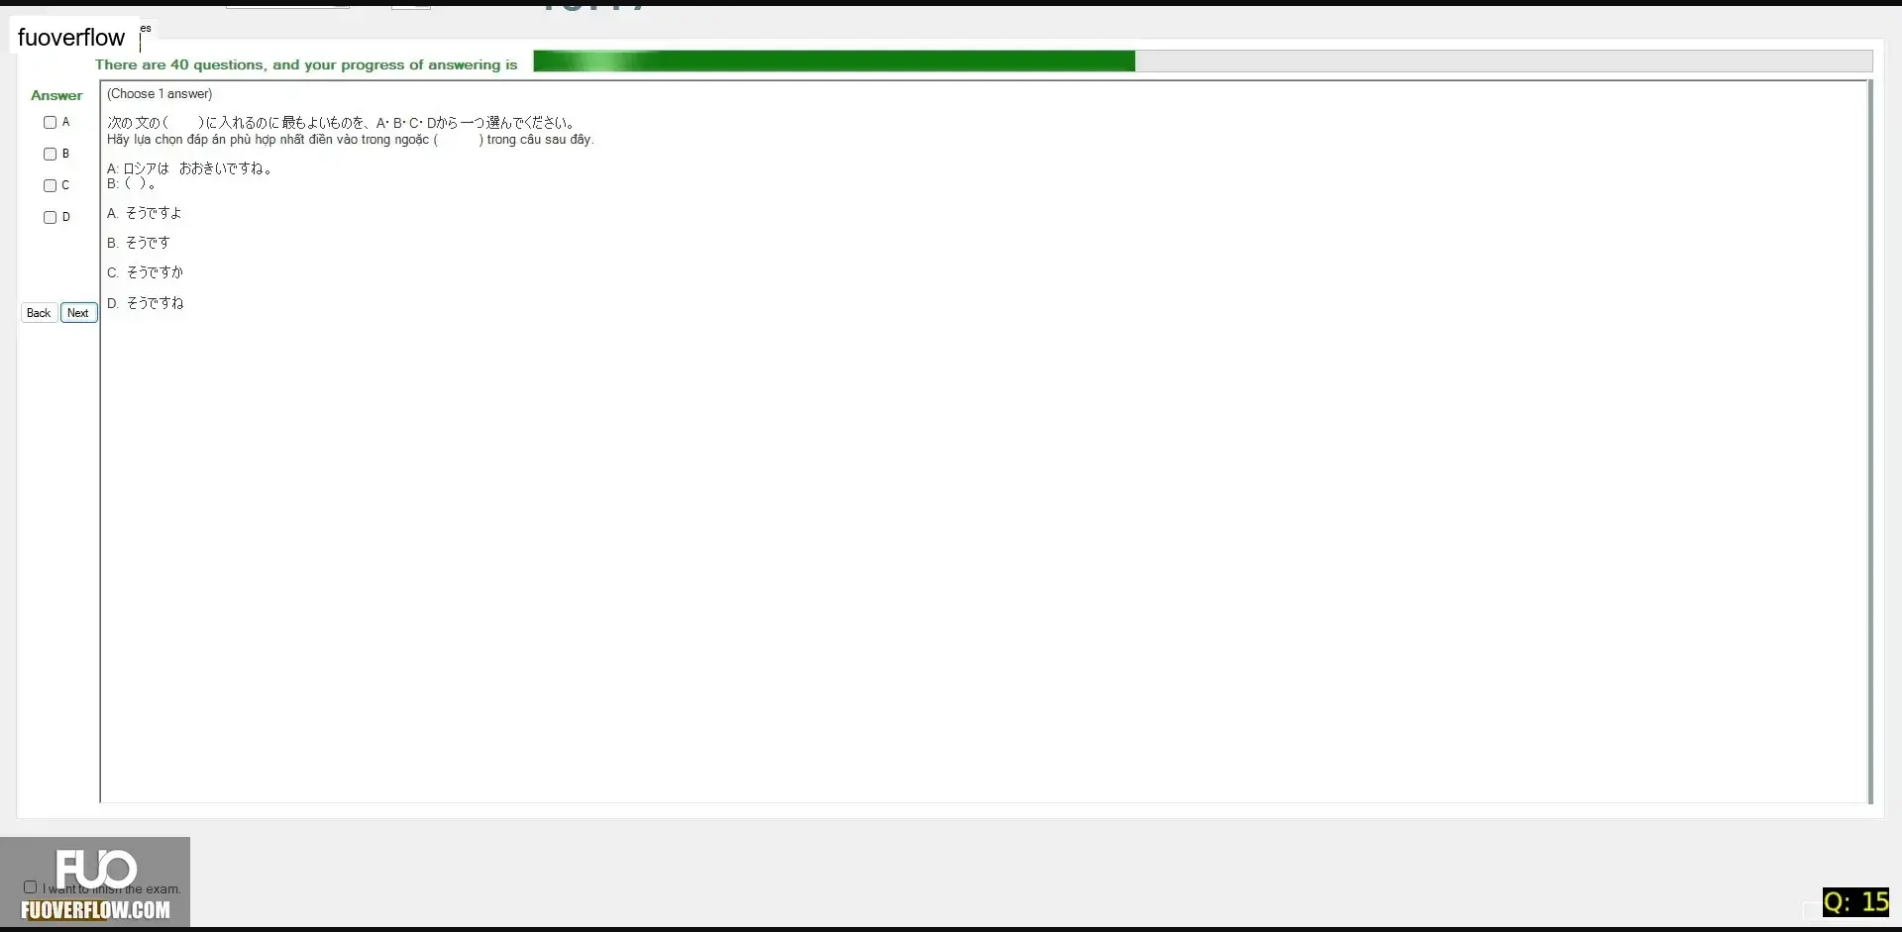 fuoverflow
es
There are 40 questions, and your progress of answering is
Answer
(Choose 1 answer)
A
B
C
D
次の文の(　　)に入れるのに最もよいものを、A・B・C・Dから一つ選んでください。
Hãy lựa chọn đáp án phù hợp nhất điền vào trong ngoặc (　　) trong câu sau đây.
A: ロシアは　おおきいですね。
B: (　)。
A. そうですよ
B. そうです
C. そうですか
D. そうですね
Back
Next
FUO
I want to finish the exam.
FUOVERFLOW.COM
Q: 15